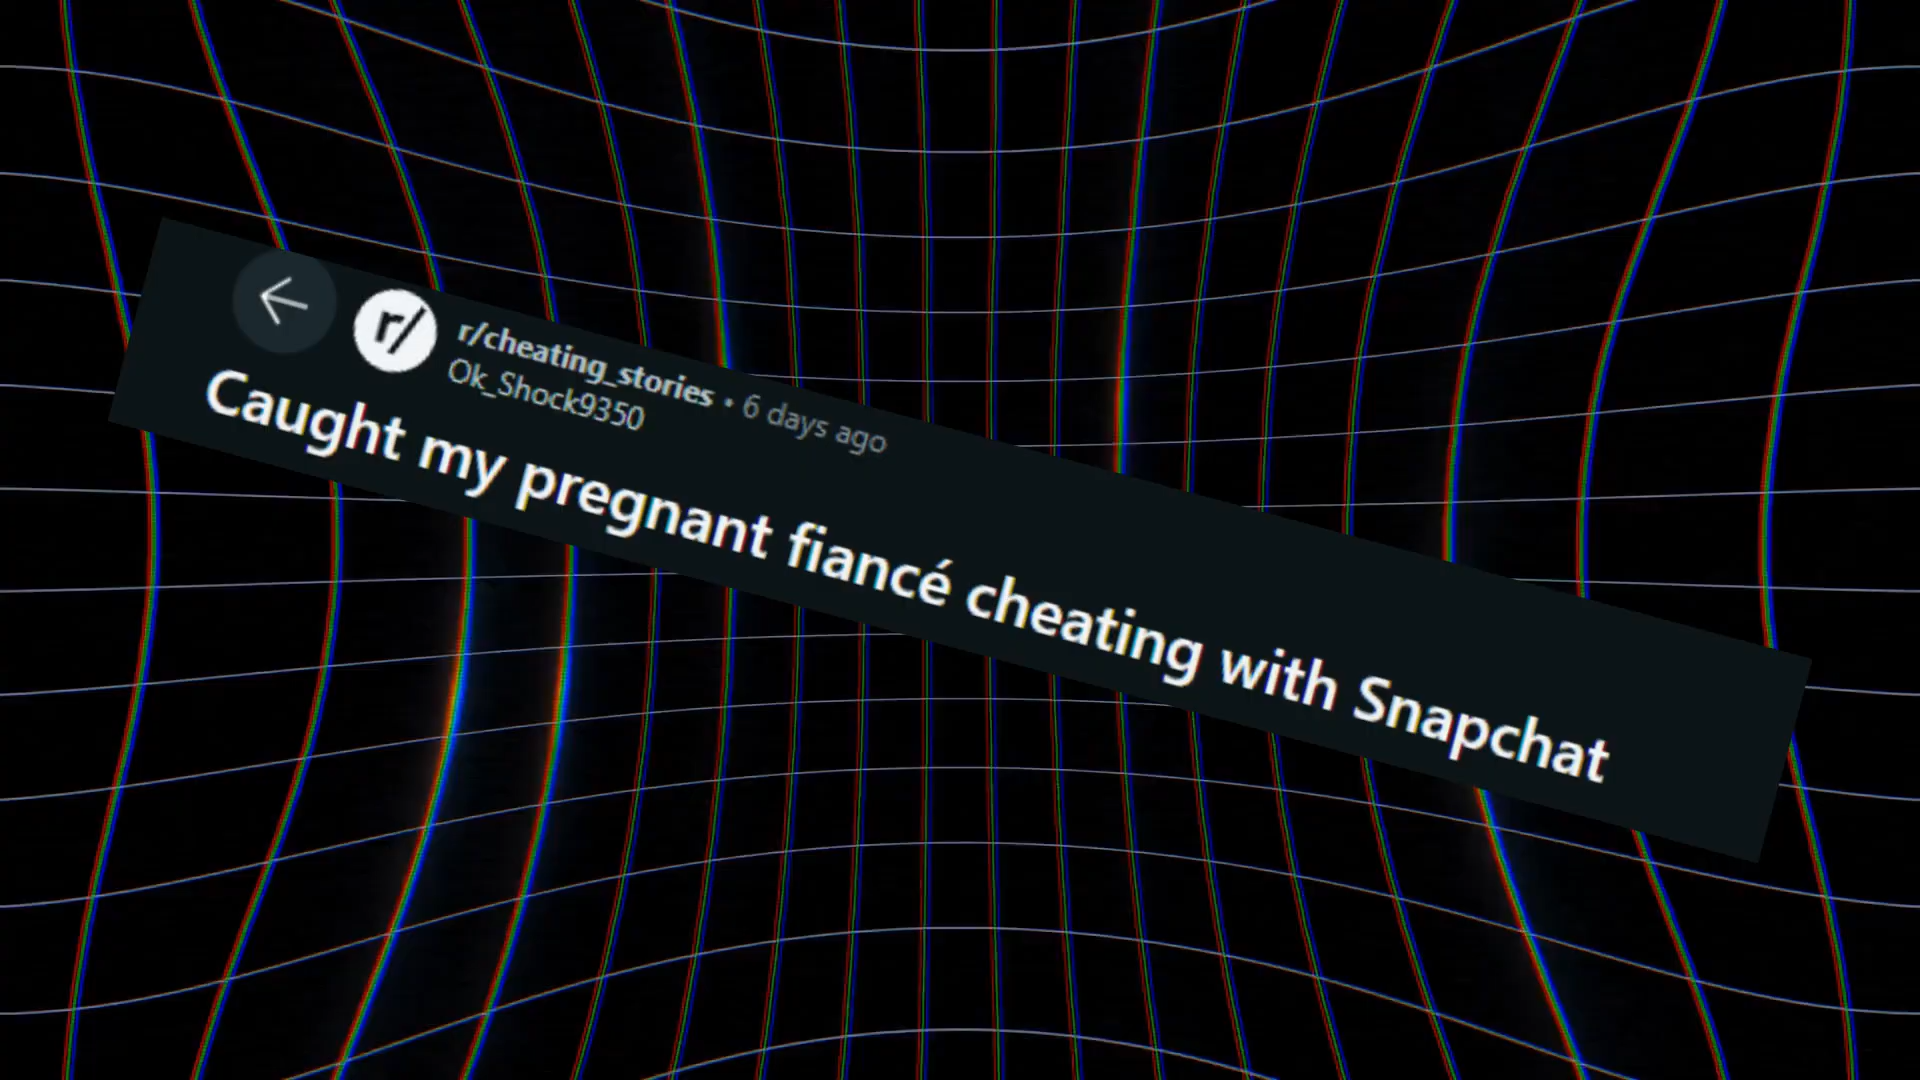 r/
r/cheating_stories • 6 days ago
Ok_Shock9350
Caught my pregnant fiancé cheating with Snapchat